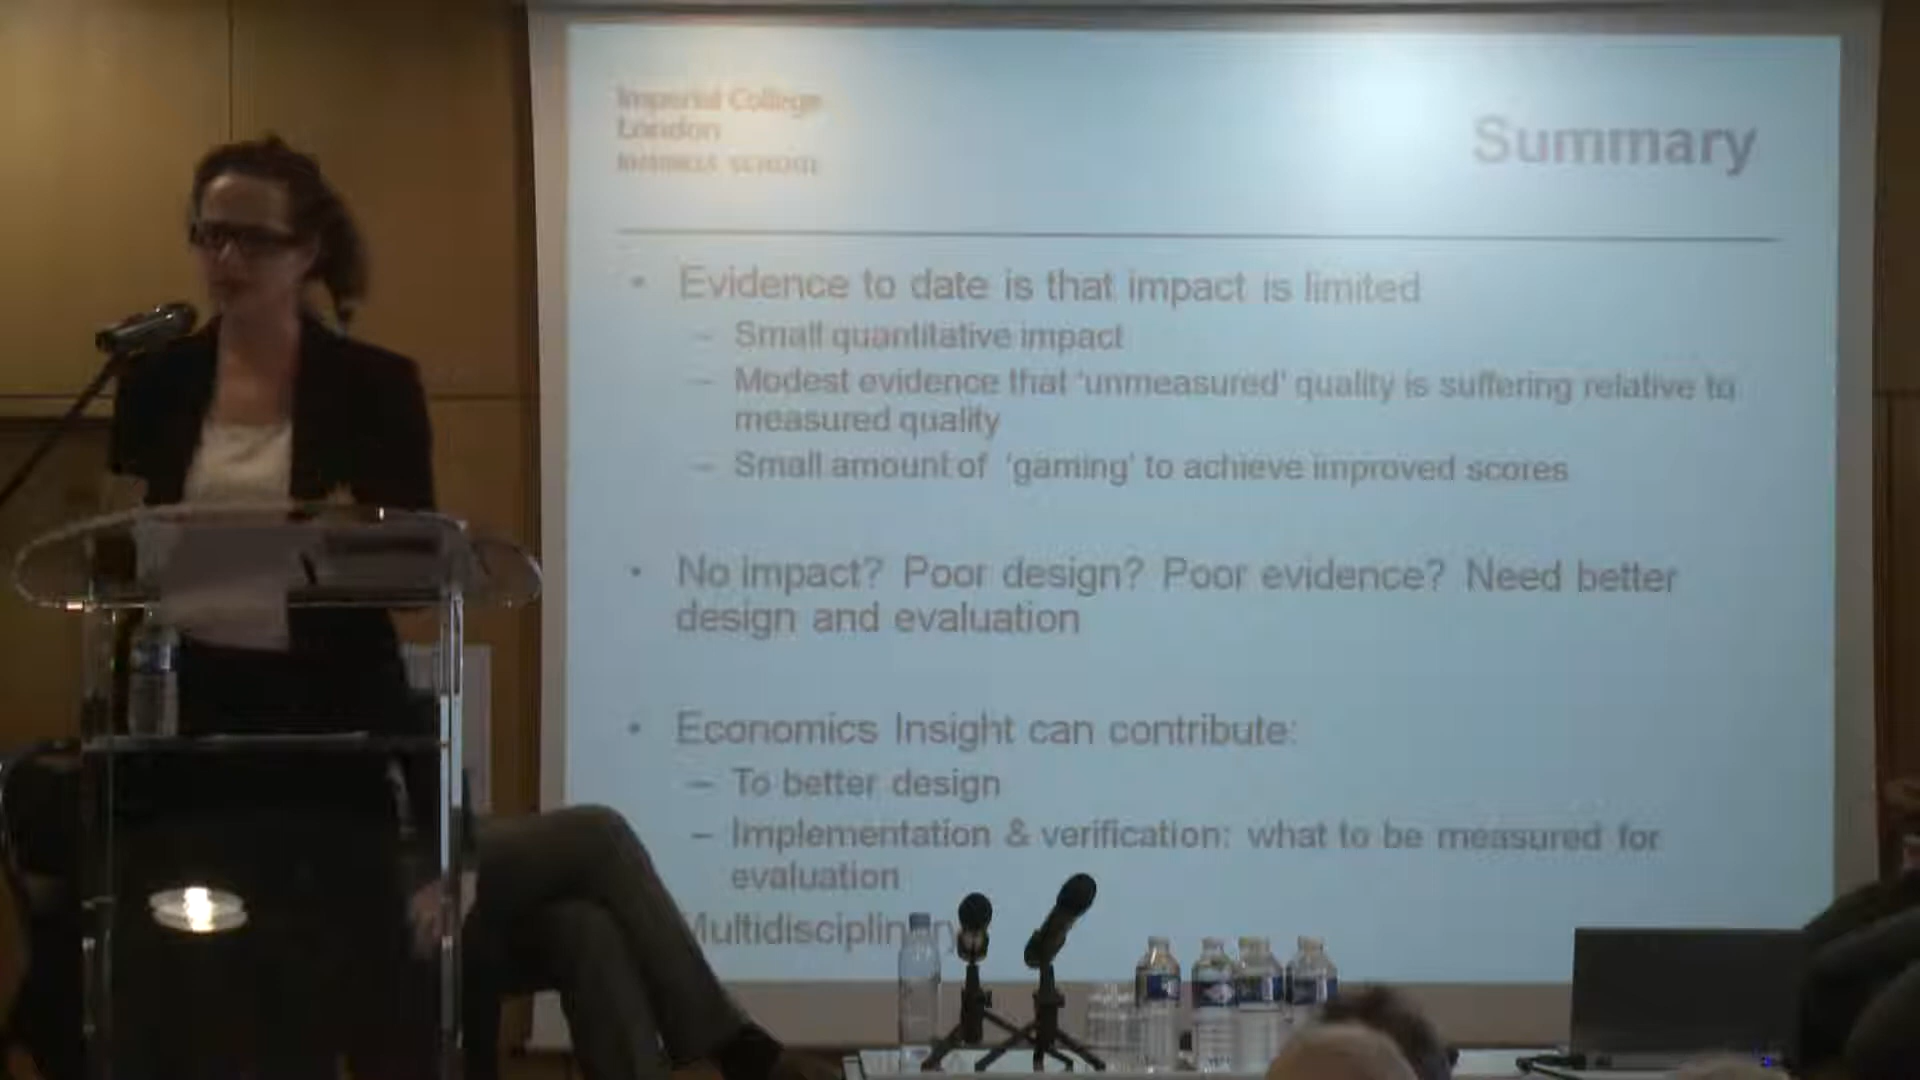 Imperial College
London
BUSINESS SCHOOL
Summary
• Evidence to date is that impact is limited
– Small quantitative impact
– Modest evidence that 'unmeasured' quality is suffering relative to
measured quality
– Small amount of 'gaming' to achieve improved scores
• No impact? Poor design? Poor evidence? Need better
design and evaluation
• Economics Insight can contribute:
– To better design
– Implementation & verification: what to be measured for
evaluation
Multidisciplinary